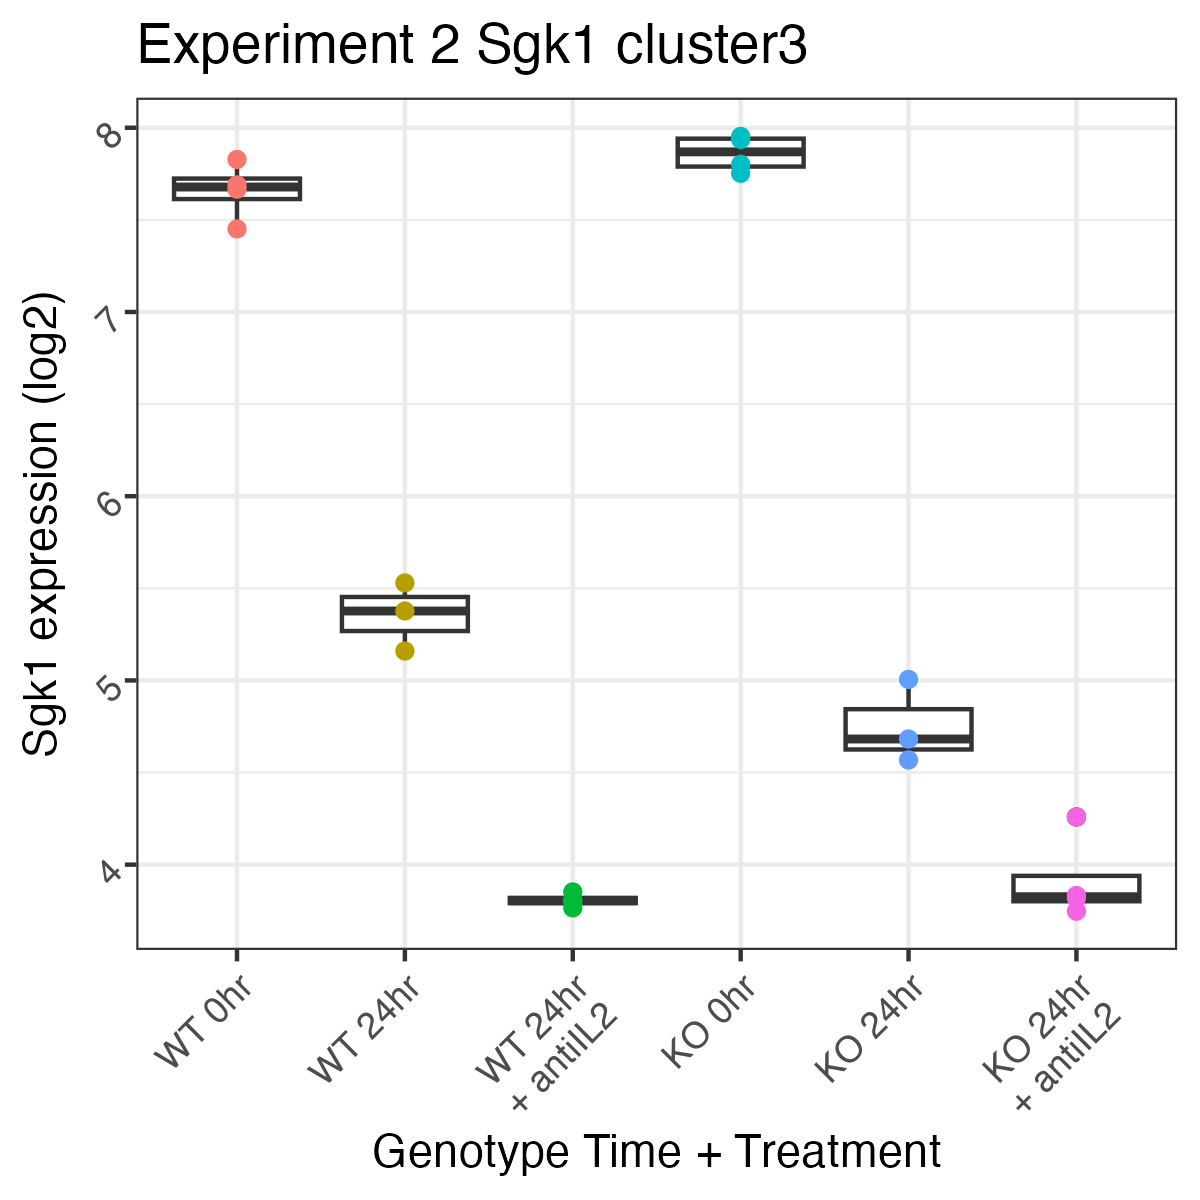 Experiment 2 Sgk1 cluster3
Sgk1 expression (log2)
8
7
6
5
4
WT 0hr
WT 24hr
WT 24hr
+ antiIL2
KO 0hr
KO 24hr
KO 24hr
+ antiIL2
Genotype Time + Treatment